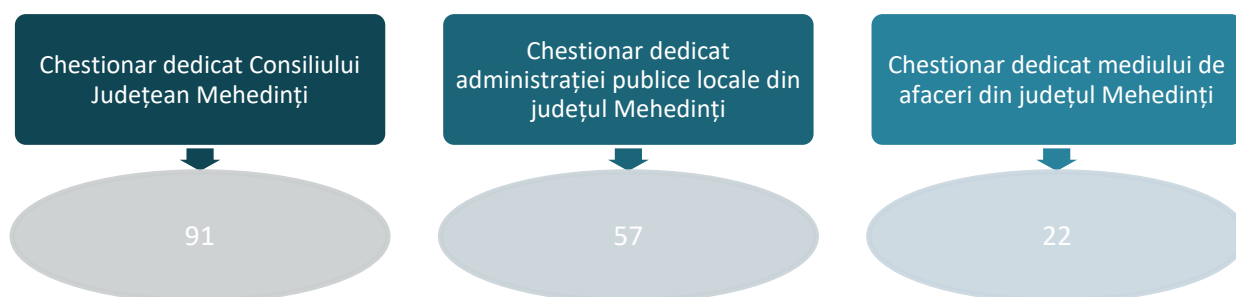 Chestionar dedicat Consiliului
Județean Mehedinți
Chestionar dedicat
administrației publice locale din
județul Mehedinți
Chestionar dedicat mediului de
afaceri din județul Mehedinți
91
57
22